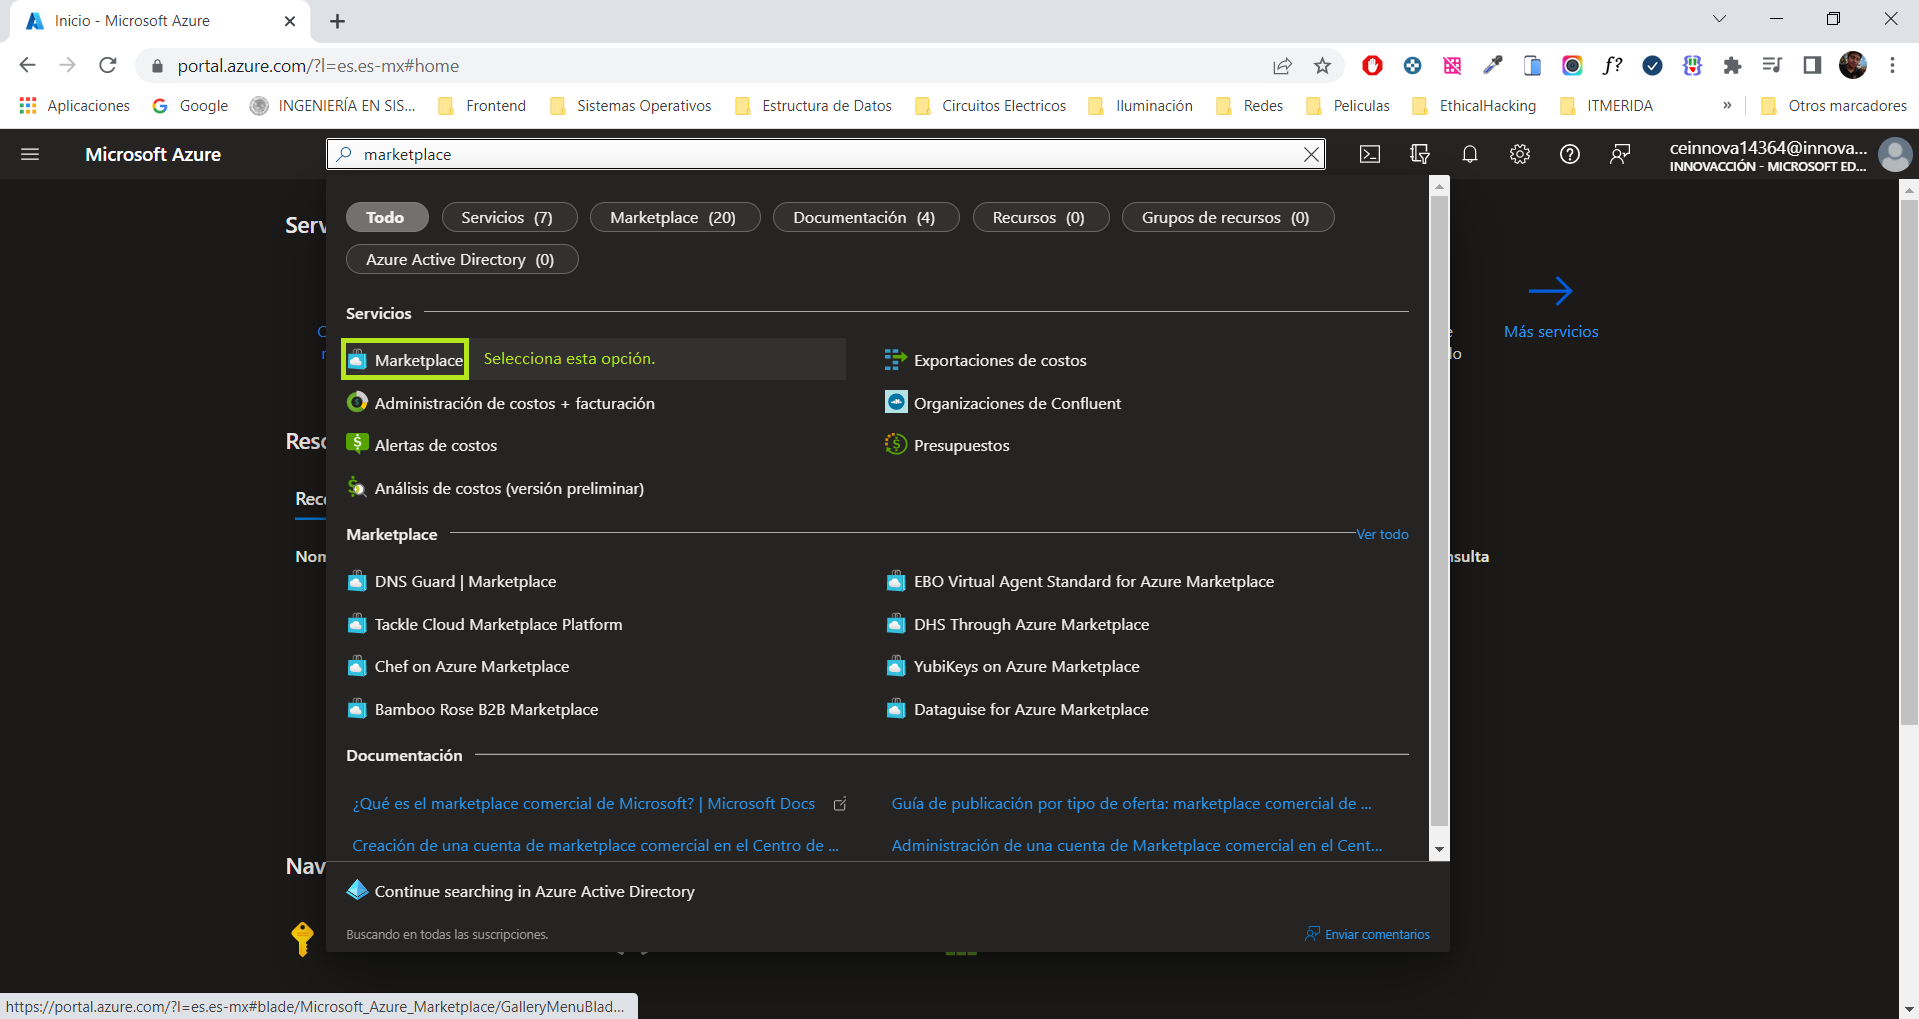 Inicio - Microsoft Azure
portal.azure.com/?l=es.es-mx#home
Aplicaciones
Google
INGENIERÍA EN SIS...
Frontend
Sistemas Operativos
Estructura de Datos
Circuitos Electricos
Iluminación
Redes
Peliculas
EthicalHacking
ITMERIDA
»
Otros marcadores
Microsoft Azure
marketplace
ceinnova14364@innova...
INNOVACCIÓN - MICROSOFT ED...
Todo
Servicios (7)
Marketplace (20)
Documentación (4)
Recursos (0)
Grupos de recursos (0)
Azure Active Directory (0)
Serv
Servicios
Marketplace
Selecciona esta opción.
Exportaciones de costos
Más servicios
lo
Administración de costos + facturación
Organizaciones de Confluent
Alertas de costos
Presupuestos
Reso
Análisis de costos (versión preliminar)
Rec
Marketplace
Ver todo
Nom
nsulta
DNS Guard | Marketplace
EBO Virtual Agent Standard for Azure Marketplace
Tackle Cloud Marketplace Platform
DHS Through Azure Marketplace
Chef on Azure Marketplace
YubiKeys on Azure Marketplace
Bamboo Rose B2B Marketplace
Dataguise for Azure Marketplace
Documentación
¿Qué es el marketplace comercial de Microsoft? | Microsoft Docs
Guía de publicación por tipo de oferta: marketplace comercial de ...
Creación de una cuenta de marketplace comercial en el Centro de ...
Administración de una cuenta de Marketplace comercial en el Cent...
Nav
Continue searching in Azure Active Directory
Buscando en todas las suscripciones.
Enviar comentarios
https://portal.azure.com/?l=es.es-mx#blade/Microsoft_Azure_Marketplace/GalleryMenuBlad...